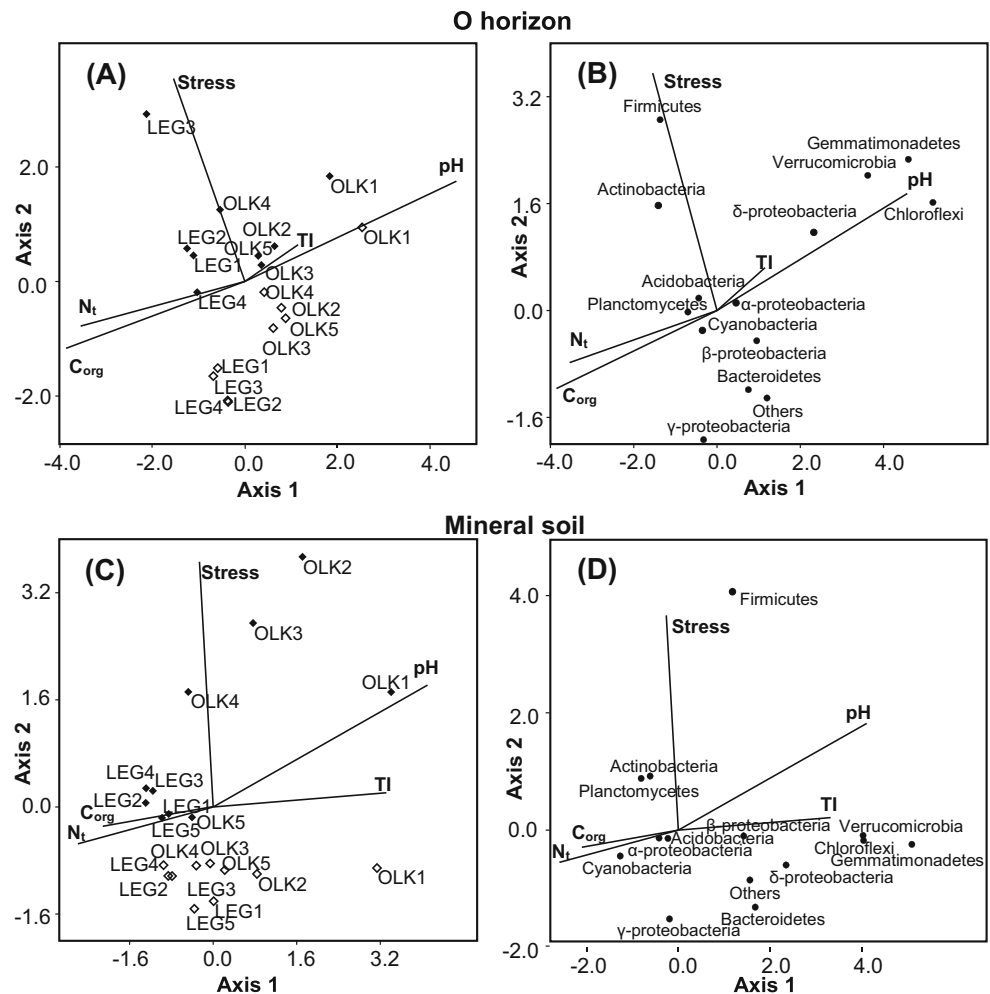 O horizon
(A)
Stress
LEG3
pH
OLK1
OLK4
OLK2
TI
OLK1
LEG2
OLK5
LEG1
OLK3
OLK4
LEG4
OLK2
Nt
OLK5
OLK3
Corg
LEG1
LEG3
LEG4
LEG2
2.0
0.0
-2.0
Axis 2
-4.0
-2.0
0.0
2.0
4.0
Axis 1
(B)
Stress
Firmicutes
Gemmatimonadetes
Verrucomicrobia
pH
Actinobacteria
δ-proteobacteria
Chloroflexi
TI
Acidobacteria
Planctomycetes
α-proteobacteria
Cyanobacteria
Nt
β-proteobacteria
Bacteroidetes
Corg
Others
γ-proteobacteria
3.2
1.6
0.0
-1.6
Axis 2
-4.0
-2.0
0.0
2.0
4.0
Axis 1
Mineral soil
(C)
Stress
OLK2
OLK3
pH
OLK1
OLK4
LEG4
LEG3
TI
LEG2
LEG1
Corg
OLK5
Nt
LEG5
OLK4
OLK3
LEG4
OLK5
OLK1
LEG2
OLK2
LEG3
LEG1
LEG5
3.2
1.6
0.0
-1.6
Axis 2
-1.6
0.0
1.6
3.2
Axis 1
(D)
Firmicutes
Stress
pH
Actinobacteria
Planctomycetes
TI
β-proteobacteria
Verrucomicrobia
Corg
Acidobacteria
Chloroflexi
Nt
α-proteobacteria
Gemmatimonadetes
Cyanobacteria
δ-proteobacteria
Others
Bacteroidetes
γ-proteobacteria
4.0
2.0
0.0
-2.0
Axis 2
-2.0
0.0
2.0
4.0
Axis 1